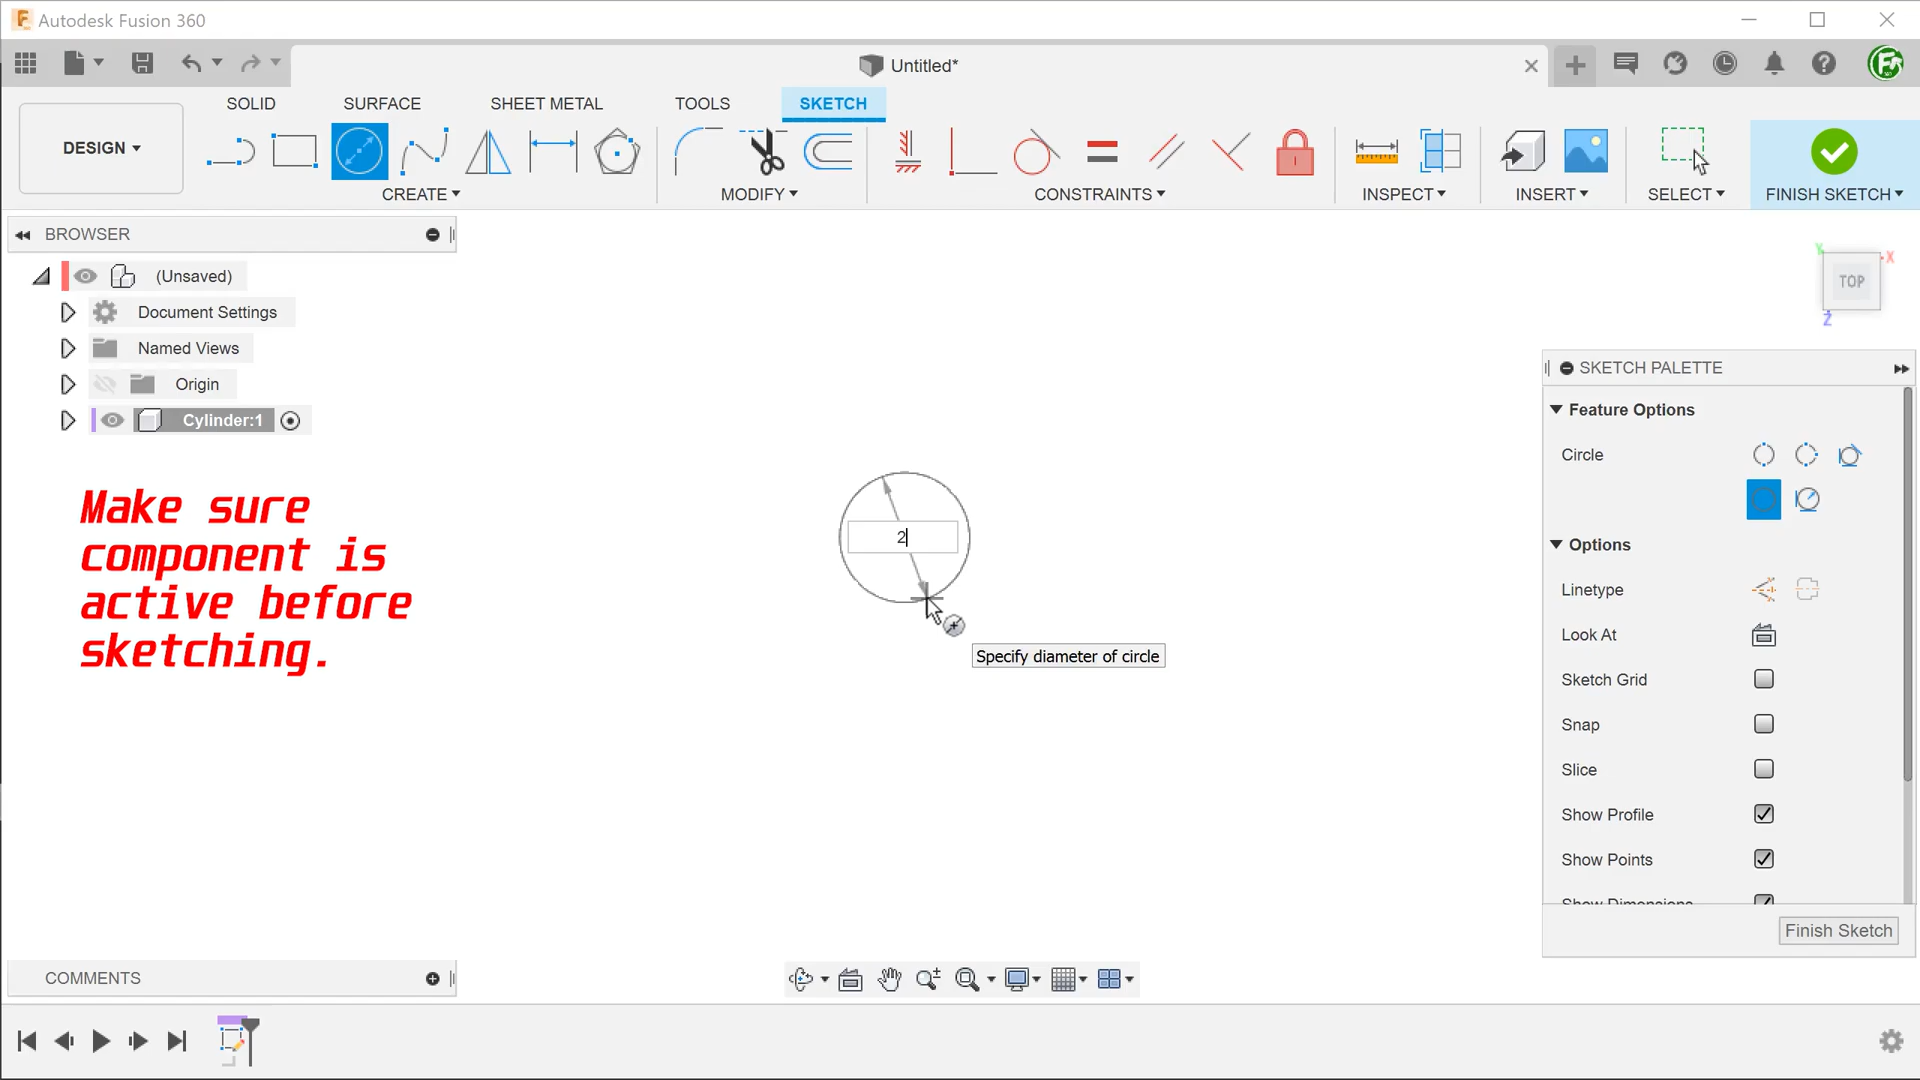 Autodesk Fusion 360
Untitled*
SOLID
SURFACE
SHEET METAL
TOOLS
SKETCH
DESIGN
CREATE
MODIFY
CONSTRAINTS
INSPECT
INSERT
SELECT
FINISH SKETCH
BROWSER
(Unsaved)
Document Settings
Named Views
Origin
Cylinder:1
Make sure
component is
active before
sketching.
2
Specify diameter of circle
Y
X
TOP
Z
SKETCH PALETTE
Feature Options
Circle
Options
Linetype
Look At
Sketch Grid
Snap
Slice
Show Profile
Show Points
Show Dimensions
Finish Sketch
COMMENTS